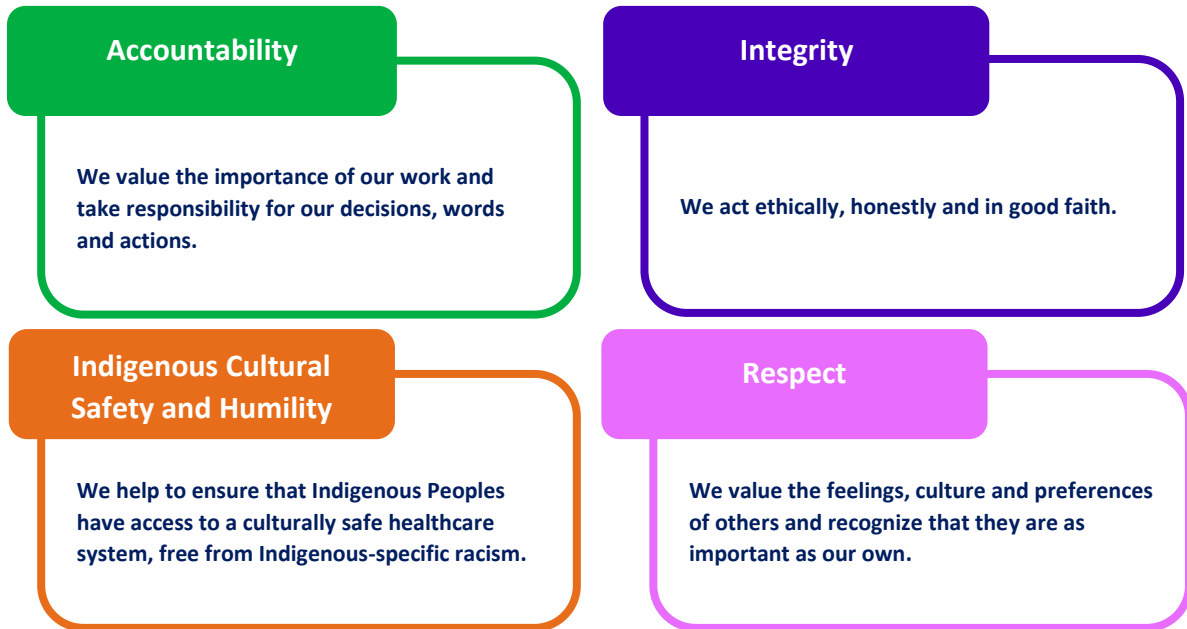 Accountability
We value the importance of our work and
take responsibility for our decisions, words
and actions.
Integrity
We act ethically, honestly and in good faith.
Indigenous Cultural
Safety and Humility
We help to ensure that Indigenous Peoples
have access to a culturally safe healthcare
system, free from Indigenous-specific racism.
Respect
We value the feelings, culture and preferences
of others and recognize that they are as
important as our own.